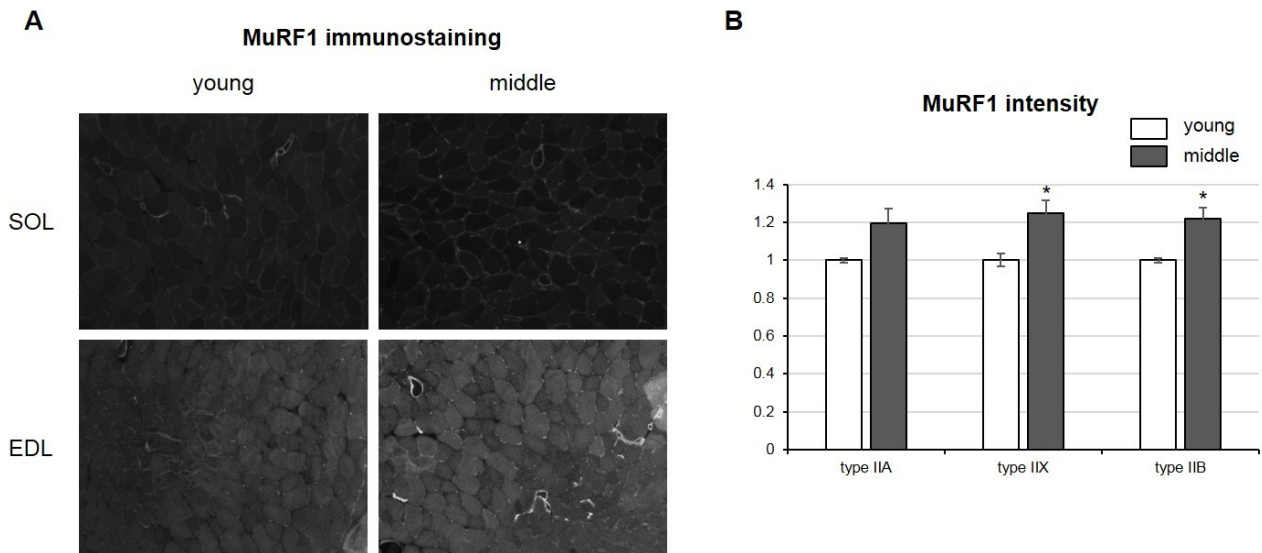 A
MuRF1 immunostaining
young
middle
SOL
EDL
B
MuRF1 intensity
young
middle
1.4
1.2
1
0.8
0.6
0.4
0.2
0
*
*
type IIA
type IIX
type IIB